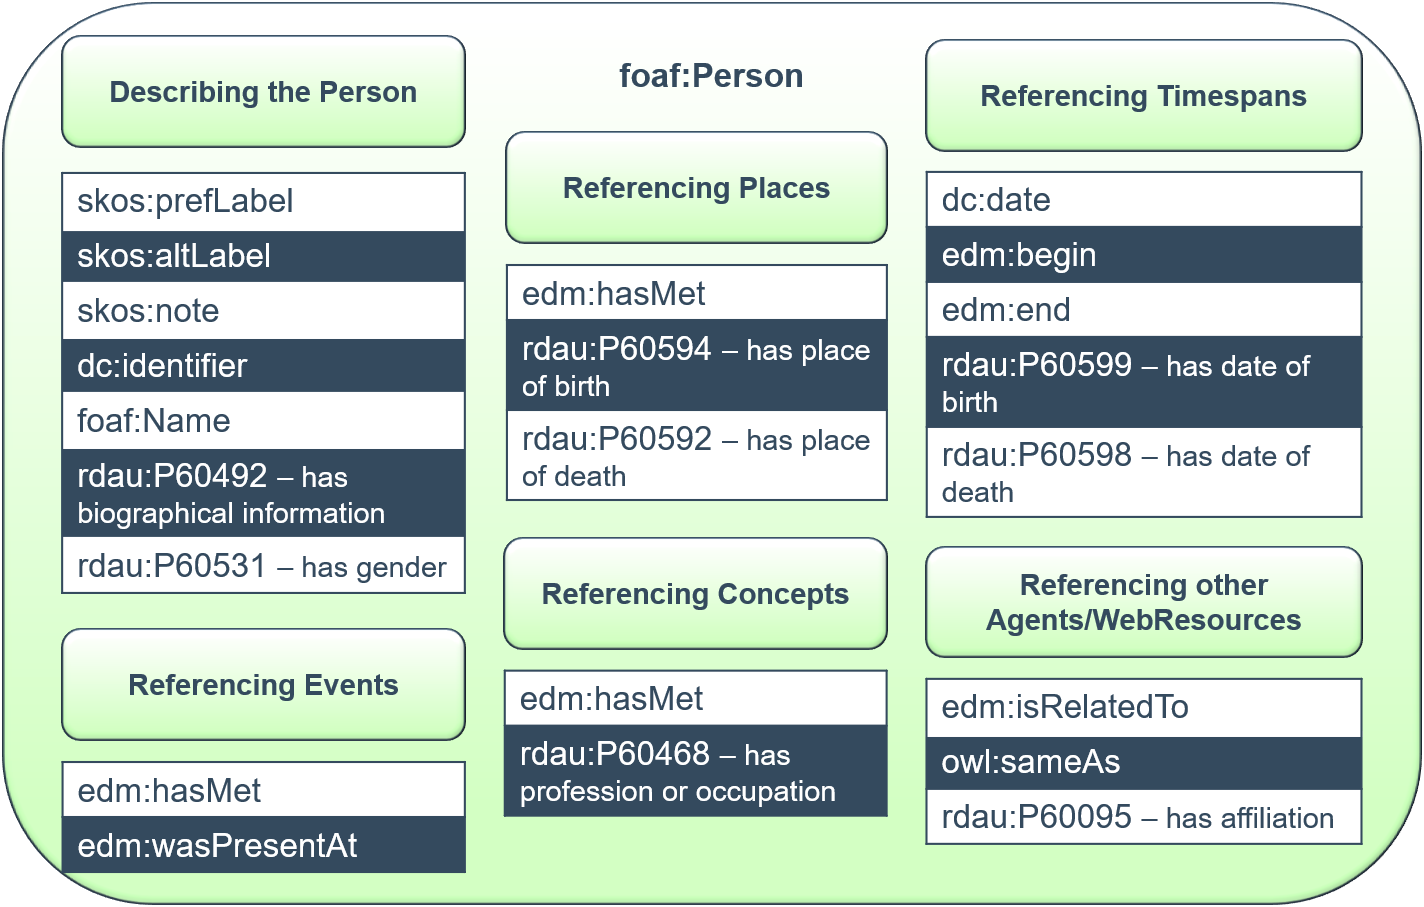 foaf:Person
Describing the Person
skos:prefLabel
skos:altLabel
skos:note
dc:identifier
foaf:Name
rdau:P60492 – has
biographical information
rdau:P60531 – has gender
Referencing Events
edm:hasMet
edm:wasPresentAt
Referencing Places
edm:hasMet
rdau:P60594 – has place
of birth
rdau:P60592 – has place
of death
Referencing Concepts
edm:hasMet
rdau:P60468 – has
profession or occupation
Referencing Timespans
dc:date
edm:begin
edm:end
rdau:P60599 – has date of
birth
rdau:P60598 – has date of
death
Referencing other
Agents/WebResources
edm:isRelatedTo
owl:sameAs
rdau:P60095 – has affiliation